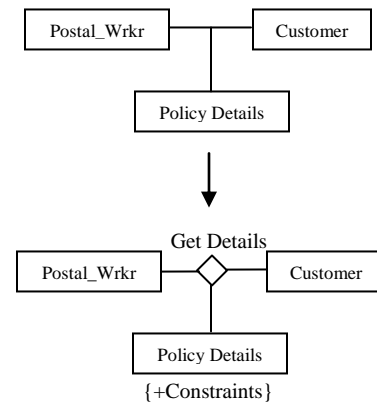 Postal_Wrkr
Customer
Policy Details
Get Details
Postal_Wrkr
Customer
Policy Details
{+Constraints}